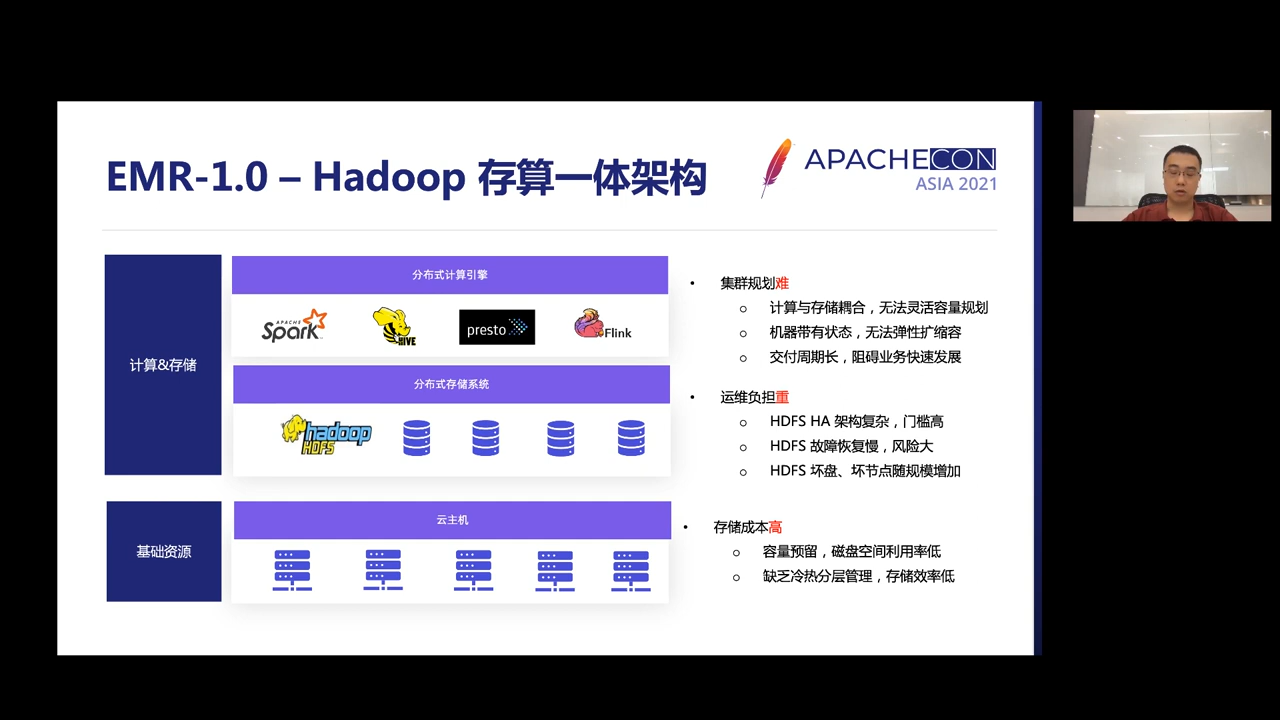 EMR-1.0 – Hadoop 存算一体架构
APACHECON
ASIA 2021
计算&存储
分布式计算引擎
APACHE
Spark
HIVE
presto
Flink
分布式存储系统
hadoop
HDFS
基础资源
云主机
• 集群规划难
o 计算与存储耦合，无法灵活容量规划
o 机器带有状态，无法弹性扩缩容
o 交付周期长，阻碍业务快速发展
• 运维负担重
o HDFS HA 架构复杂，门槛高
o HDFS 故障恢复慢，风险大
o HDFS 坏盘、坏节点随规模增加
• 存储成本高
o 容量预留，磁盘空间利用率低
o 缺乏冷热分层管理，存储效率低